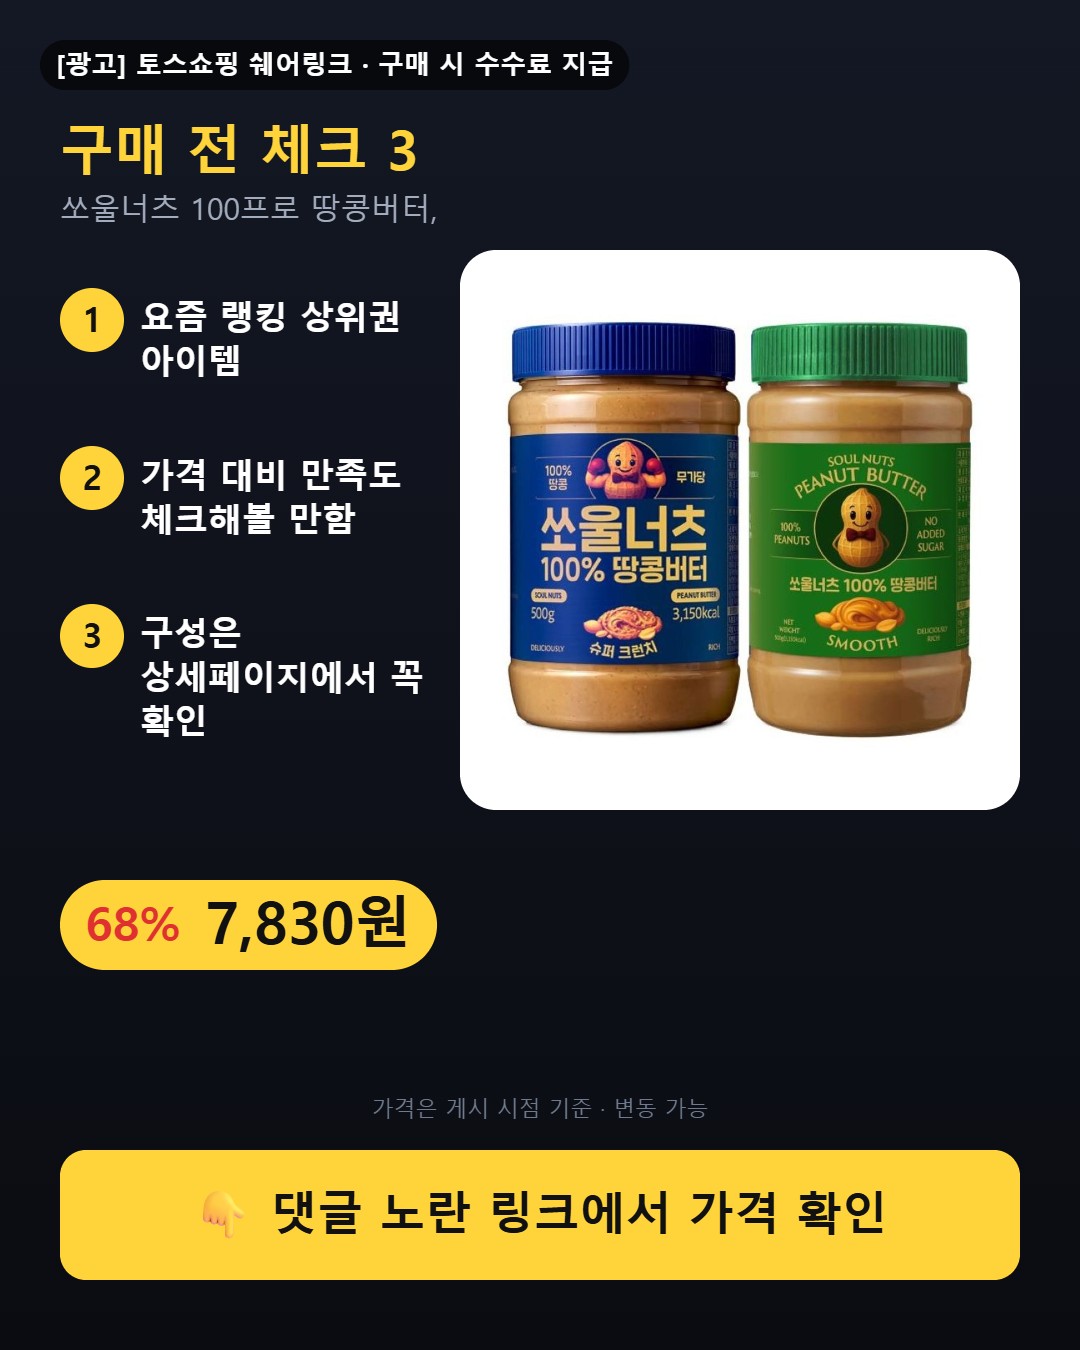 [광고] 토스쇼핑 쉐어링크 · 구매 시 수수료 지급
구매 전 체크 3
쏘울너츠 100프로 땅콩버터,
1
요즘 랭킹 상위권
아이템
2
가격 대비 만족도
체크해볼 만함
3
구성은
상세페이지에서 꼭
확인
100%
땅콩
무가당
쏘울너츠
100% 땅콩버터
SOUL NUTS
PEANUT BUTTER
500g
3,150kcal
DELICIOUSLY
슈퍼 크런치
RICH
SOUL NUTS
PEANUT BUTTER
100%
PEANUTS
NO
ADDED
SUGAR
쏘울너츠 100% 땅콩버터
NET
WEIGHT
SMOOTH
DELICIOUSLY
RICH
68% 7,830원
가격은 게시 시점 기준 · 변동 가능
👇 댓글 노란 링크에서 가격 확인